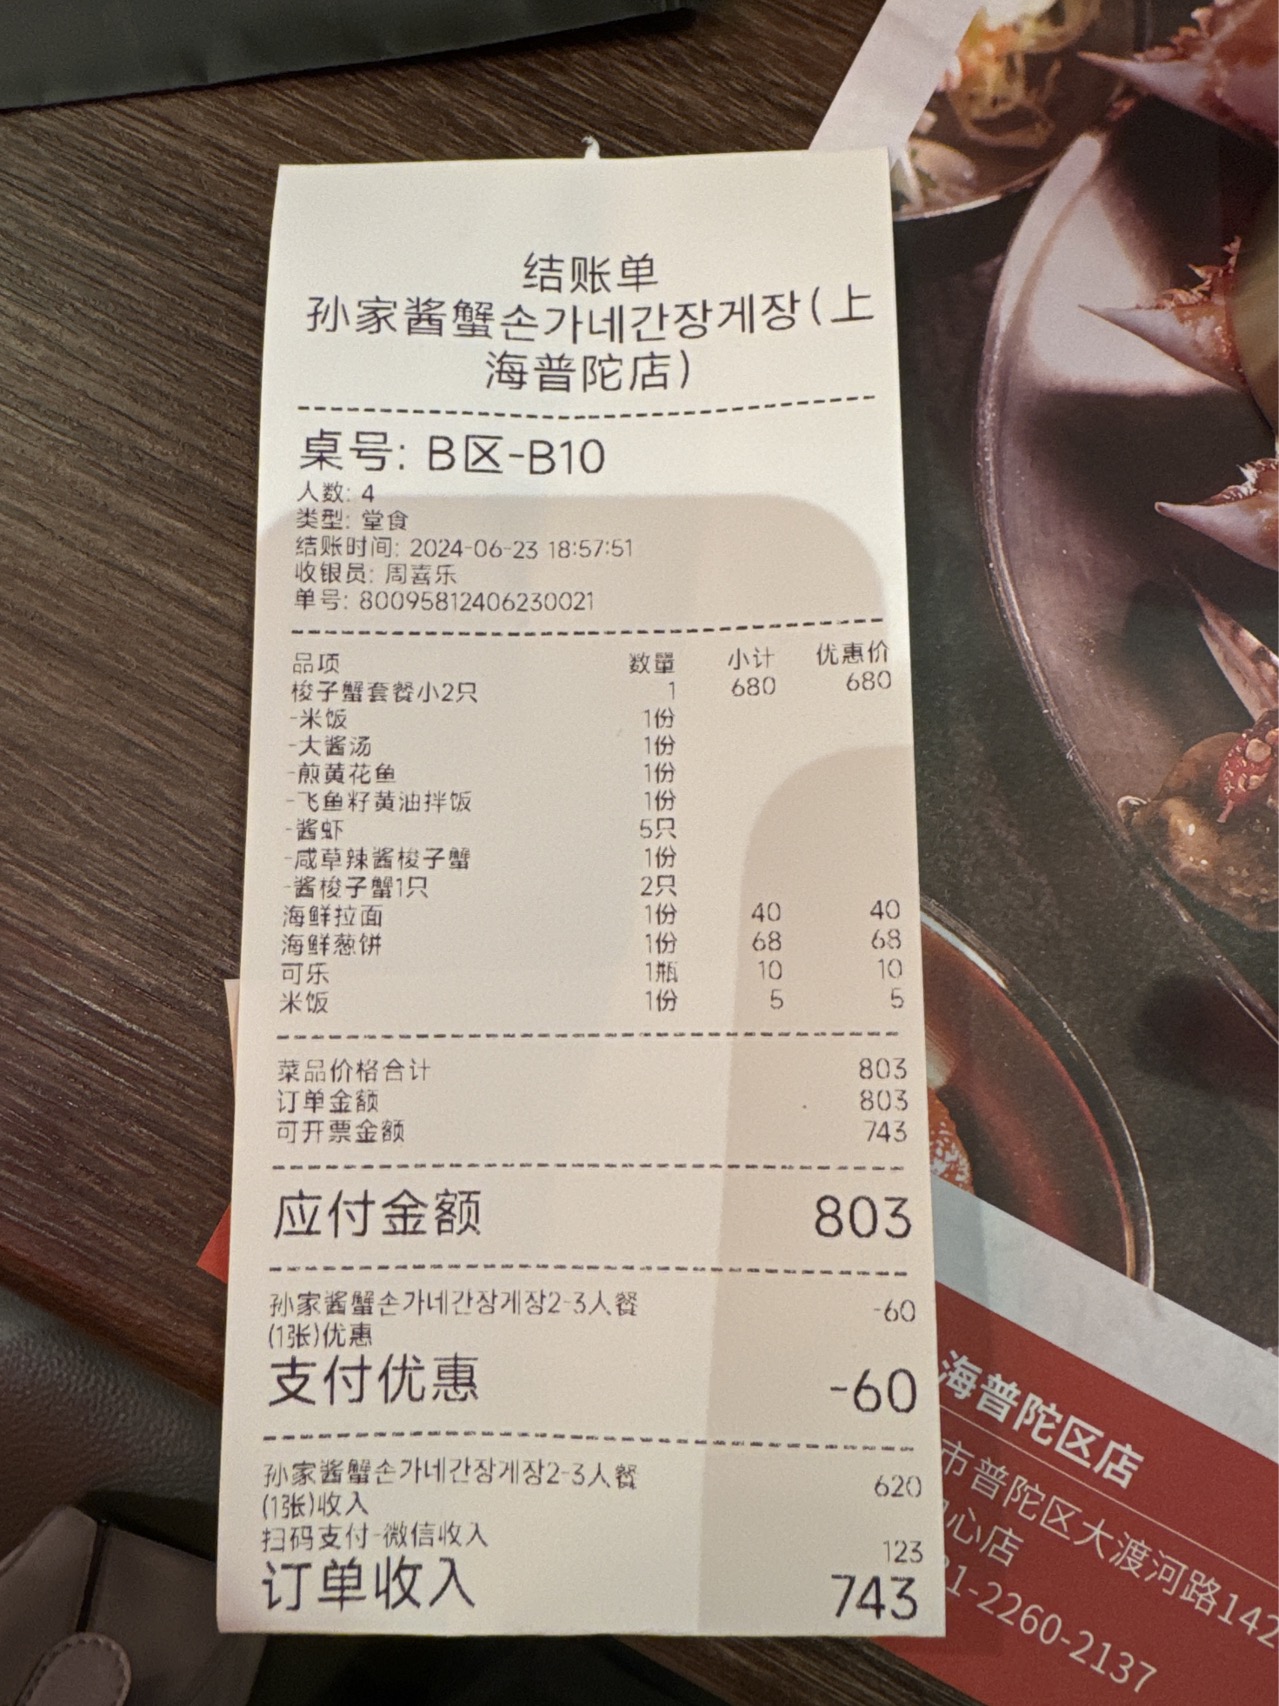 结账单
孙家酱蟹손가네간장게장(上
海普陀店)
桌号: B区-B10
人数: 4
类型: 堂食
结账时间: 2024-06-23 18:57:51
收银员: 周喜乐
单号: 80095812406230021
品项 数量 小计 优惠价
梭子蟹套餐小2只 1 680 680
-米饭 1份
-大酱汤 1份
-煎黄花鱼 1份
-飞鱼籽黄油拌饭 1份
-酱虾 5只
-咸草辣酱梭子蟹 1份
-酱梭子蟹1只 2只
海鲜拉面 1份 40 40
海鲜葱饼 1份 68 68
可乐 1瓶 10 10
米饭 1份 5 5
菜品价格合计 803
订单金额 803
可开票金额 743
应付金额 803
孙家酱蟹손가네간장게장2-3人餐 -60
(1张)优惠
支付优惠 -60
孙家酱蟹손가네간장게장2-3人餐 620
(1张)收入
扫码支付-微信收入 123
订单收入 743
海普陀区店
市普陀区大渡河路142
心店
1-2260-2137